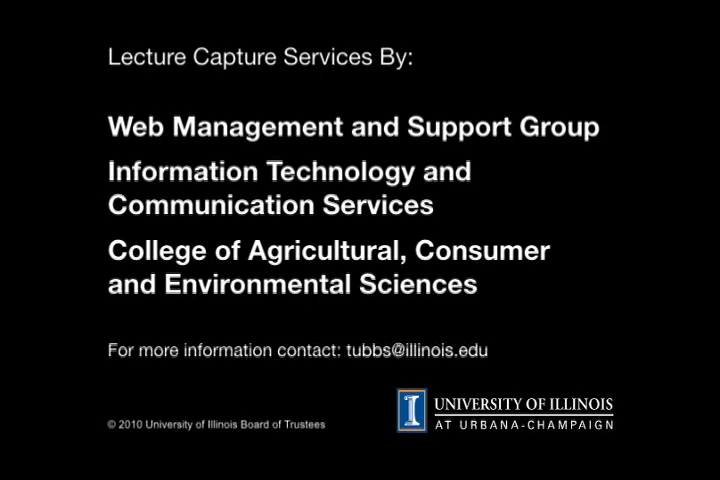 Lecture Capture Services By:
Web Management and Support Group
Information Technology and
Communication Services
College of Agricultural, Consumer
and Environmental Sciences
For more information contact: tubbs@illinois.edu
© 2010 University of Illinois Board of Trustees
I
UNIVERSITY OF ILLINOIS
AT URBANA-CHAMPAIGN